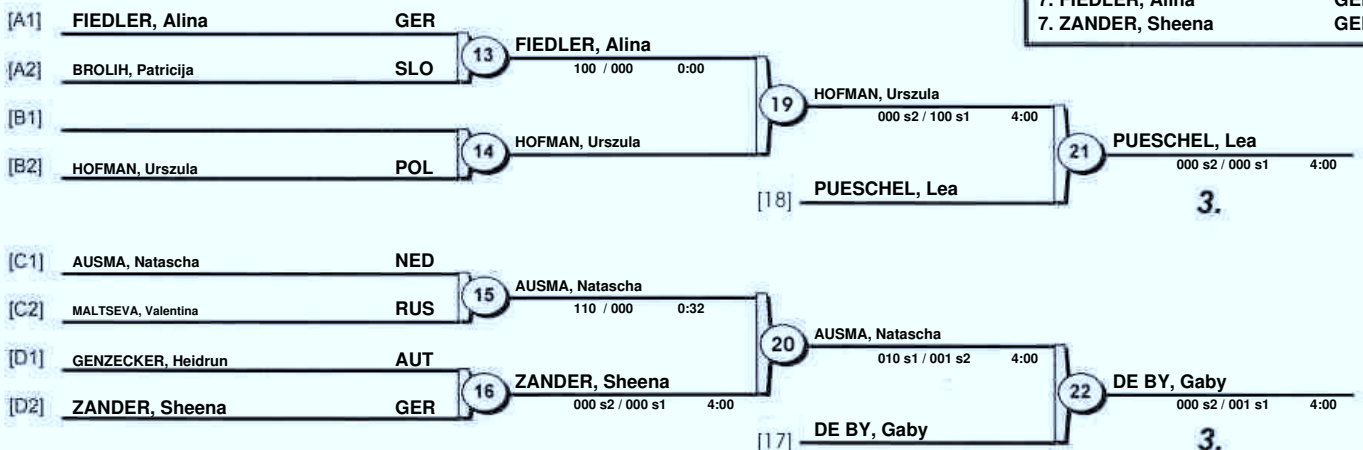 7. FIEDLER, Alina
7. ZANDER, Sheena
[A1] FIEDLER, Alina GER
[A2] BROLIH, Patricija SLO
13 FIEDLER, Alina
100 / 000 0:00
[B1]
[B2] HOFMAN, Urszula POL
14 HOFMAN, Urszula
19 HOFMAN, Urszula
000 s2 / 100 s1 4:00
[18] PUESCHEL, Lea
21 PUESCHEL, Lea
000 s2 / 000 s1 4:00
3.
[C1] AUSMA, Natascha NED
[C2] MALTSEVA, Valentina RUS
15 AUSMA, Natascha
110 / 000 0:32
[D1] GENZECKER, Heidrun AUT
[D2] ZANDER, Sheena GER
16 ZANDER, Sheena
000 s2 / 000 s1 4:00
20 AUSMA, Natascha
010 s1 / 001 s2 4:00
[17] DE BY, Gaby
22 DE BY, Gaby
000 s2 / 001 s1 4:00
3.